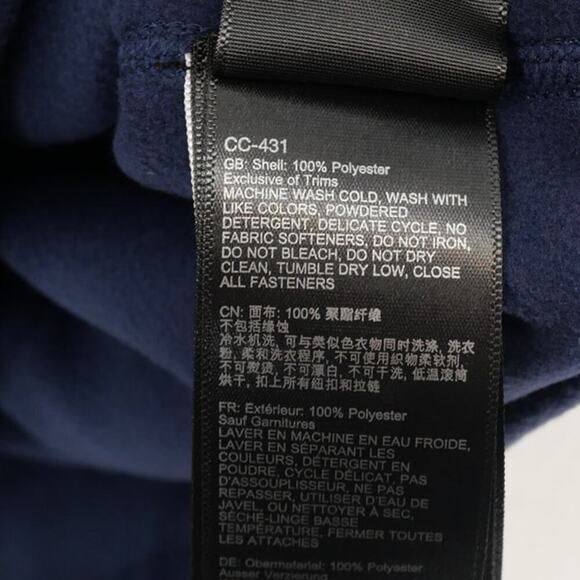 CC-431
GB: Shell: 100% Polyester
Exclusive of Trims
MACHINE WASH COLD, WASH WITH
LIKE COLORS, POWDERED
DETERGENT, DELICATE CYCLE, NO
FABRIC SOFTENERS, DO NOT IRON,
DO NOT BLEACH, DO NOT DRY
CLEAN, TUMBLE DRY LOW, CLOSE
ALL FASTENERS
CN: 面布: 100% 聚酯纤维
不包括缘蚀
冷水机洗, 可与类似色衣物同时洗涤, 洗衣
粉, 柔和洗衣程序, 不可使用织物柔软剂,
不可熨烫, 不可漂白, 不可干洗, 低温滚筒
烘干, 扣上所有纽扣和拉链
FR: Extérieur: 100% Polyester
Sauf Garnitures
LAVER EN MACHINE EN EAU FROIDE,
LAVER EN SÉPARANT LES
COULEURS, DÉTERGENT EN
POUDRE, CYCLE DÉLICAT, PAS
D'ASSOUPLISSEUR, NE PAS
REPASSER, UTILISER D'EAU DE
JAVEL, OU NETTOYER À SEC,
SÈCHE-LINGE BASSE
TEMPÉRATURE, FERMER TOUTES
LES ATTACHES
DE: Obermaterial: 100% Polyester
Ausser Verzierung